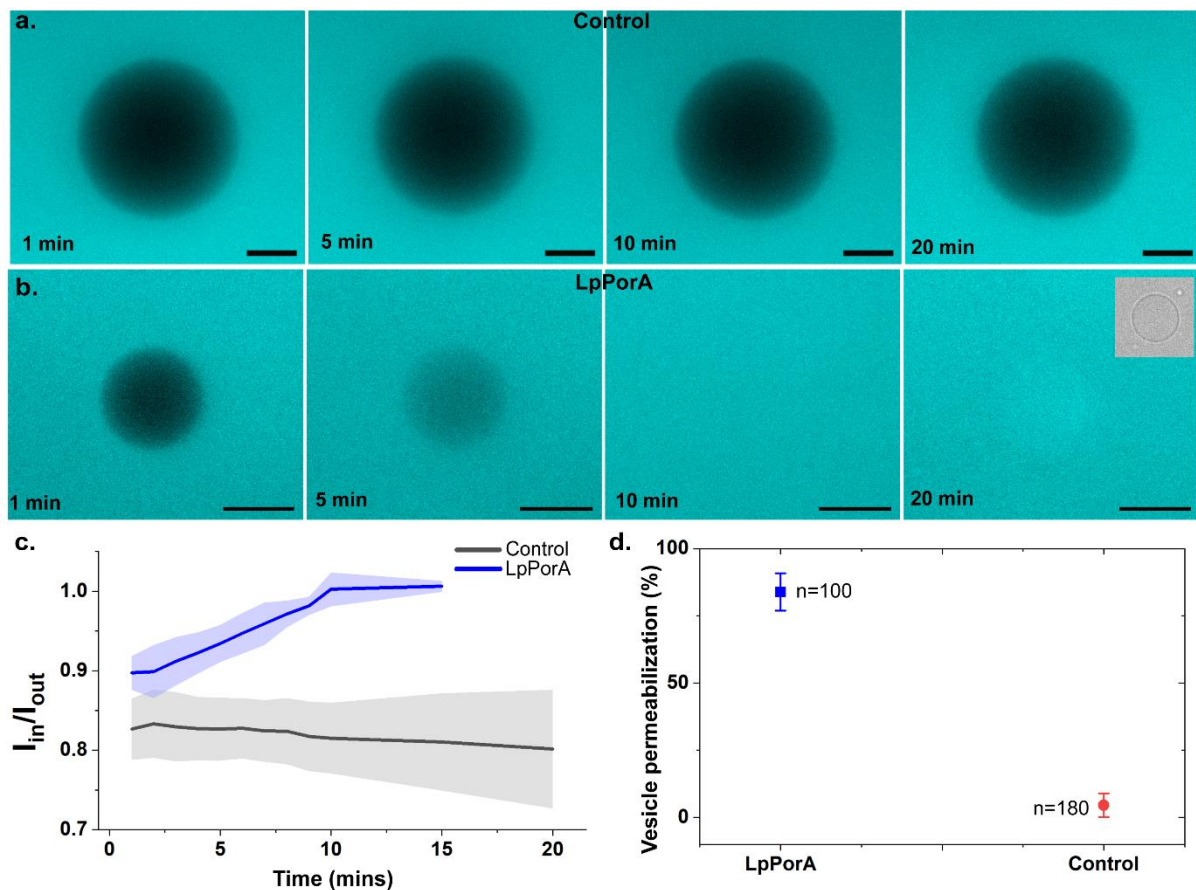 a.
Control
1 min
5 min
10 min
20 min
b.
LpPorA
1 min
5 min
10 min
20 min
c.
Control
LpPorA
1.0
0.9
0.8
0.7
I_in/I_out
0
5
10
15
20
Time (mins)
d.
100
50
0
Vesicle permeabilization (%)
n=100
n=180
LpPorA
Control